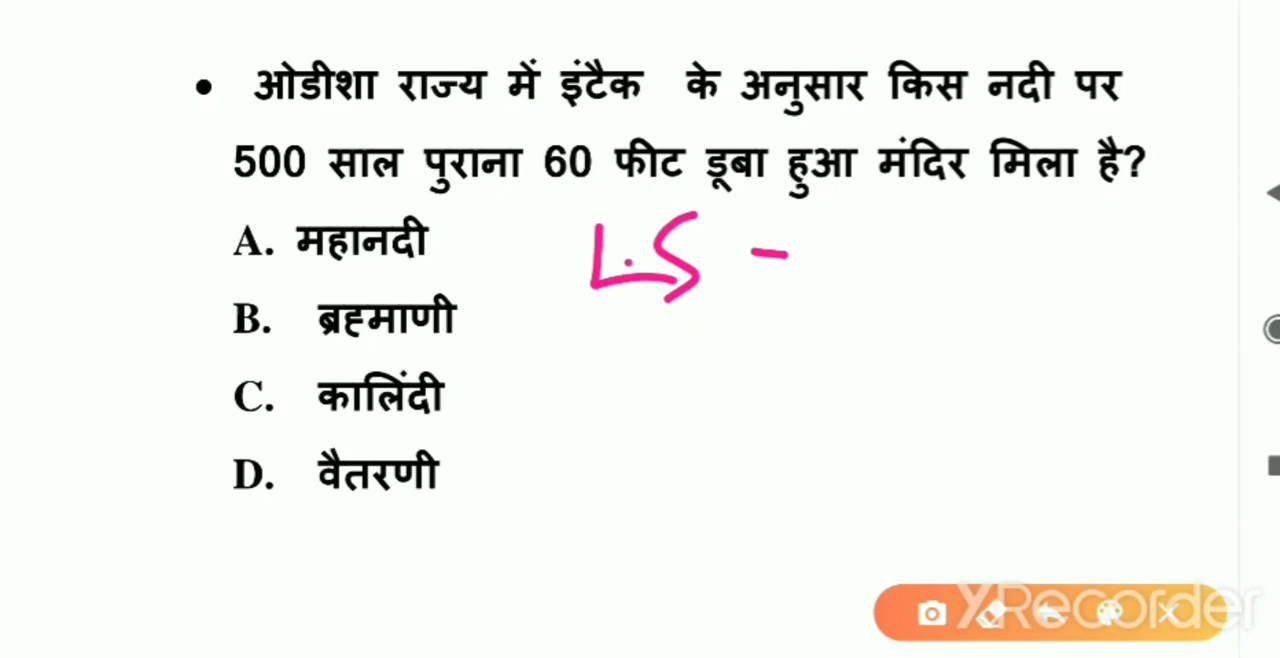 • ओडीशा राज्य में इंटैक के अनुसार किस नदी पर
500 साल पुराना 60 फीट डूबा हुआ मंदिर मिला है?
A. महानदी
L.S -
B. ब्रह्माणी
C. कालिंदी
D. वैतरणी
XRecorder